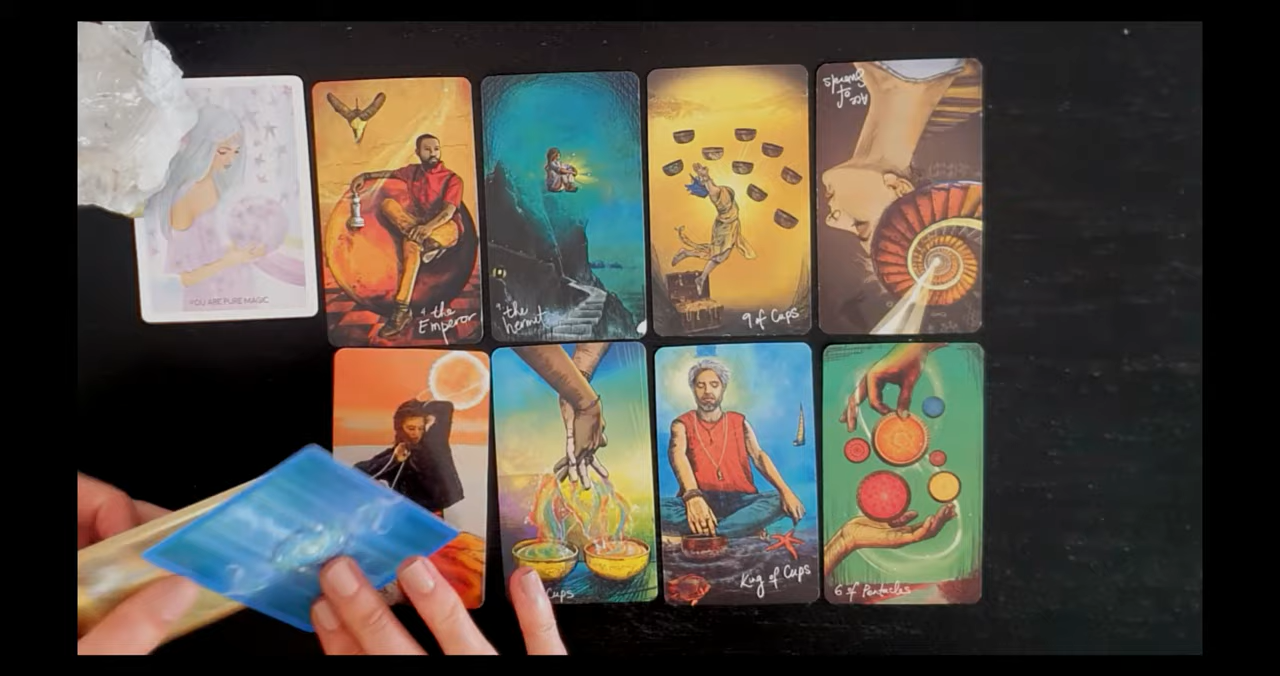 YOU ARE PURE MAGIC
4 the
Emperor
9 the
hermit
9 of Cups
Ace
of
Swords
Cups
King of Cups
6 of Pentacles